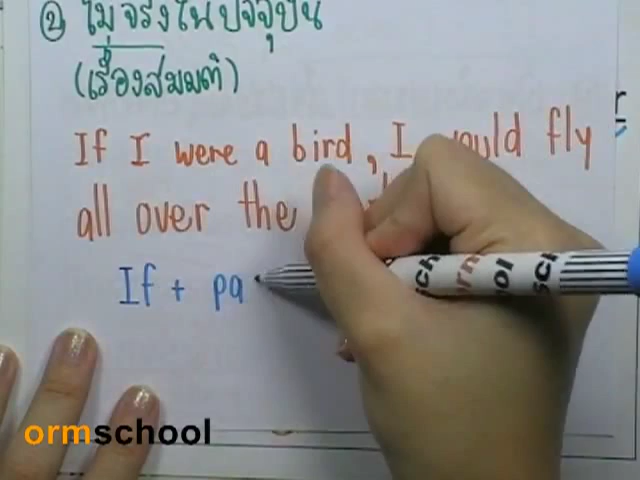 ② ไม่จริงในปัจจุบัน
(เรื่องสมมติ)
If I were a bird, I would fly
all over the
If + pa
ormschool